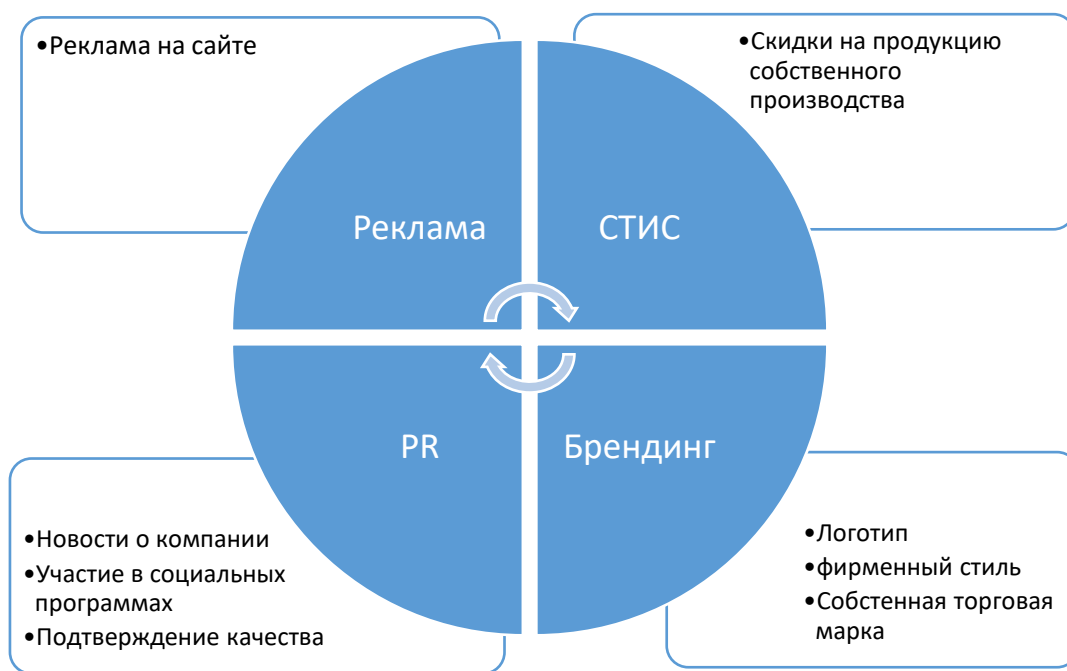 •Реклама на сайте
•Скидки на продукцию
собственного
производства
Реклама
СТИС
PR
Брендинг
•Новости о компании
•Участие в социальных
программах
•Подтверждение качества
•Логотип
•фирменный стиль
•Собстенная торговая
марка